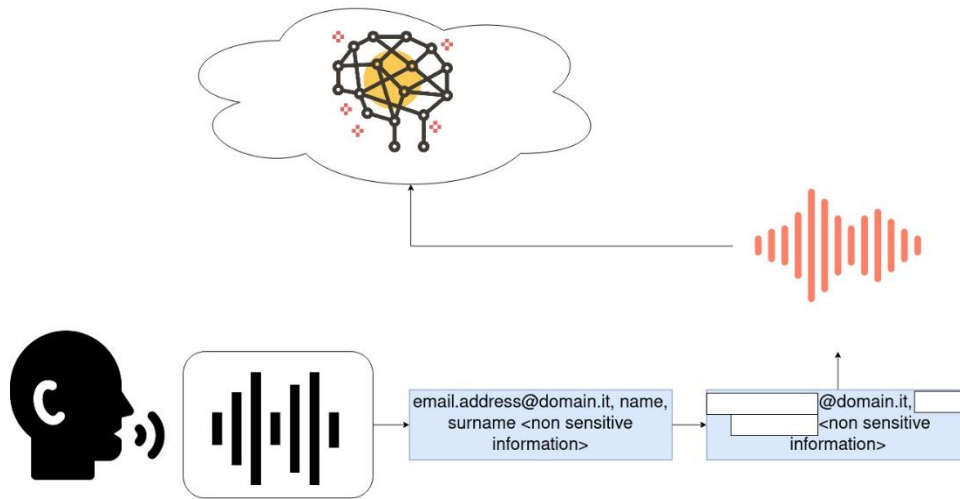 email.address@domain.it, name,
surname <non sensitive
information>
@domain.it,
<non sensitive
information>